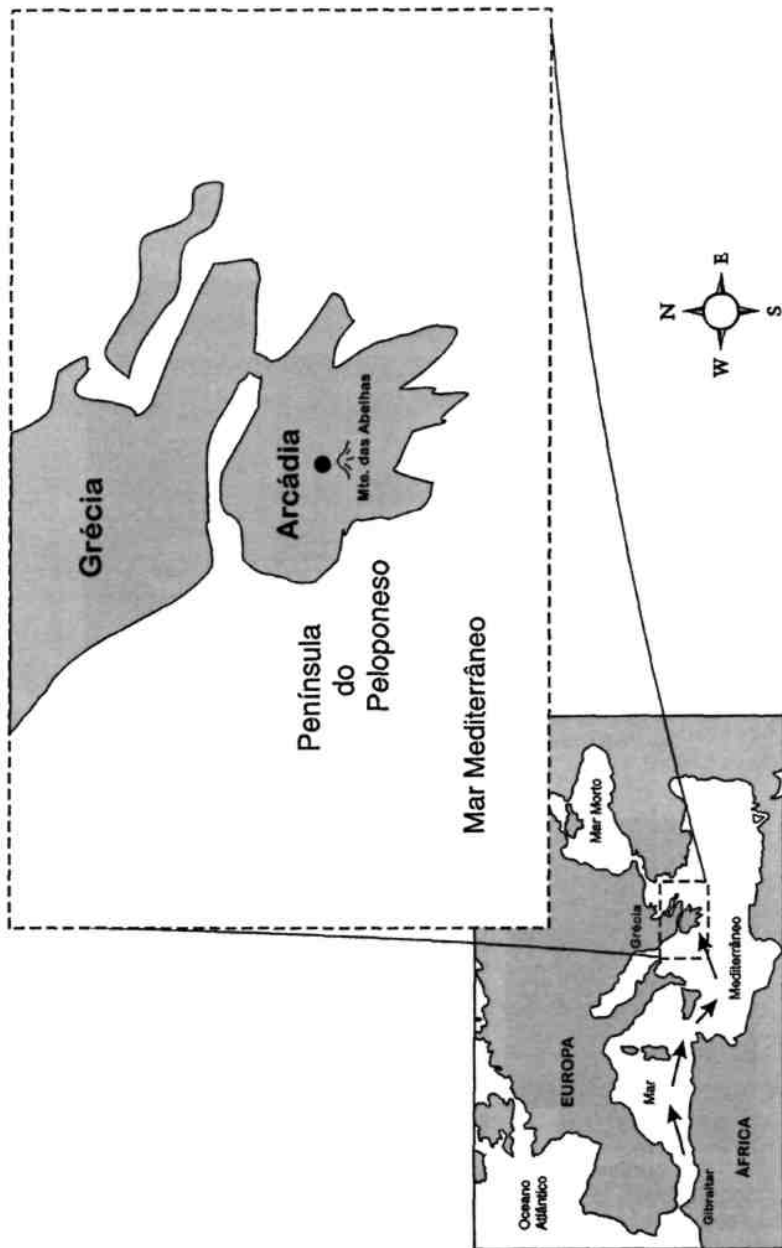 Grécia
Arcádia
Mte. das Abelhas
Península
do
Peloponeso
Mar Mediterrâneo
N
W
E
S
Oceano
Atlântico
EUROPA
Grécia
Mar Morto
Mar
Mediterrâneo
Gibraltar
ÁFRICA